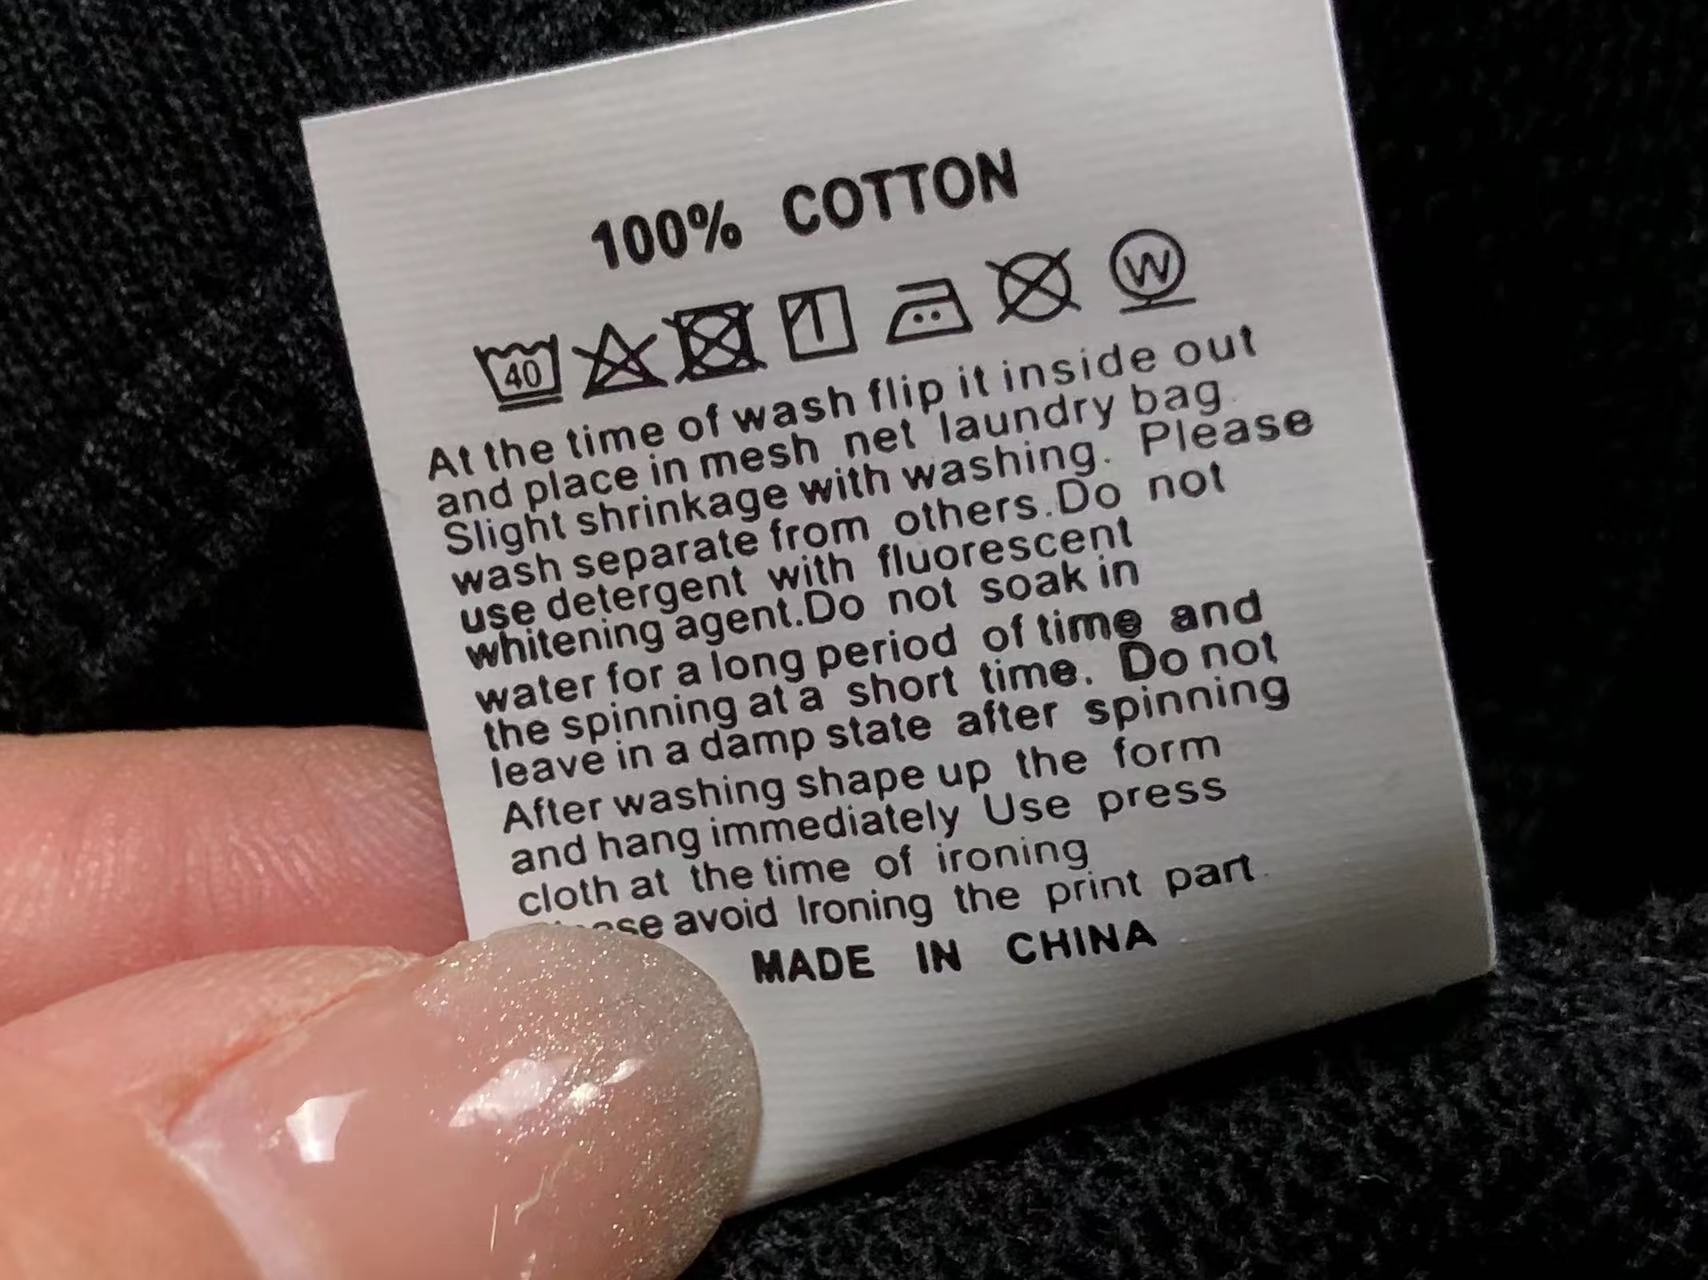 100% COTTON
40 W
At the time of wash flip it inside out
and place in mesh net laundry bag.
Slight shrinkage with washing. Please
wash separate from others.Do not
use detergent with fluorescent
whitening agent.Do not soak in
water for a long period of time and
the spinning at a short time. Do not
leave in a damp state after spinning
After washing shape up the form
and hang immediately Use press
cloth at the time of ironing
avoid Ironing the print part.
MADE IN CHINA